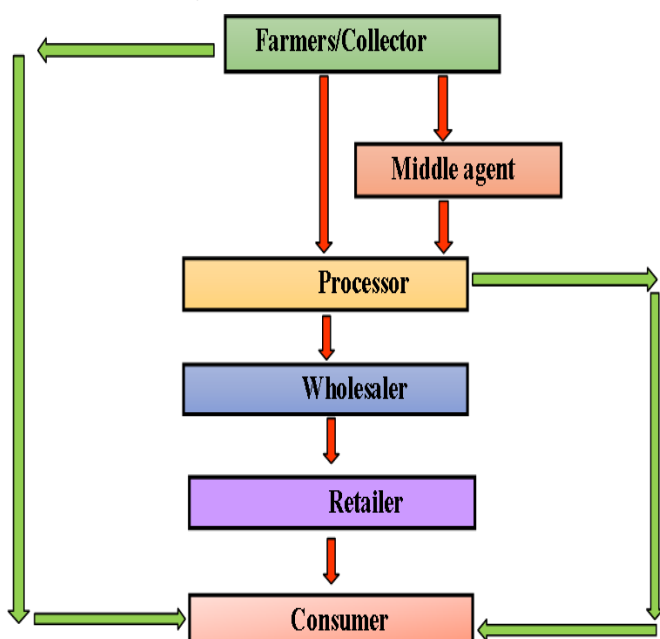 Farmers/Collector
Middle agent
Processor
Wholesaler
Retailer
Consumer